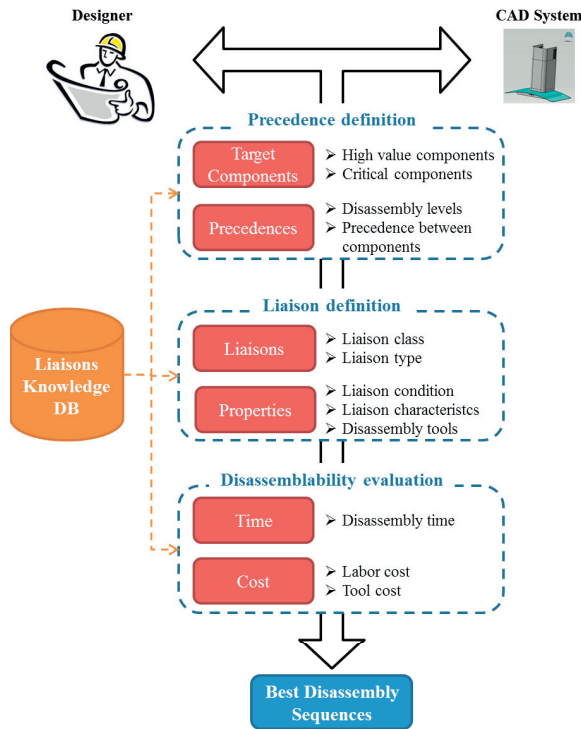 Designer
CAD System
Precedence definition
Target
Components
➢ High value components
➢ Critical components
Precedences
➢ Disassembly levels
➢ Precedence between
components
Liaison definition
Liaisons
➢ Liaison class
➢ Liaison type
Liaisons
Knowledge
DB
Properties
➢ Liaison condition
➢ Liaison characteristcs
➢ Disassembly tools
Disassemblability evaluation
Time
➢ Disassembly time
Cost
➢ Labor cost
➢ Tool cost
Best Disassembly
Sequences